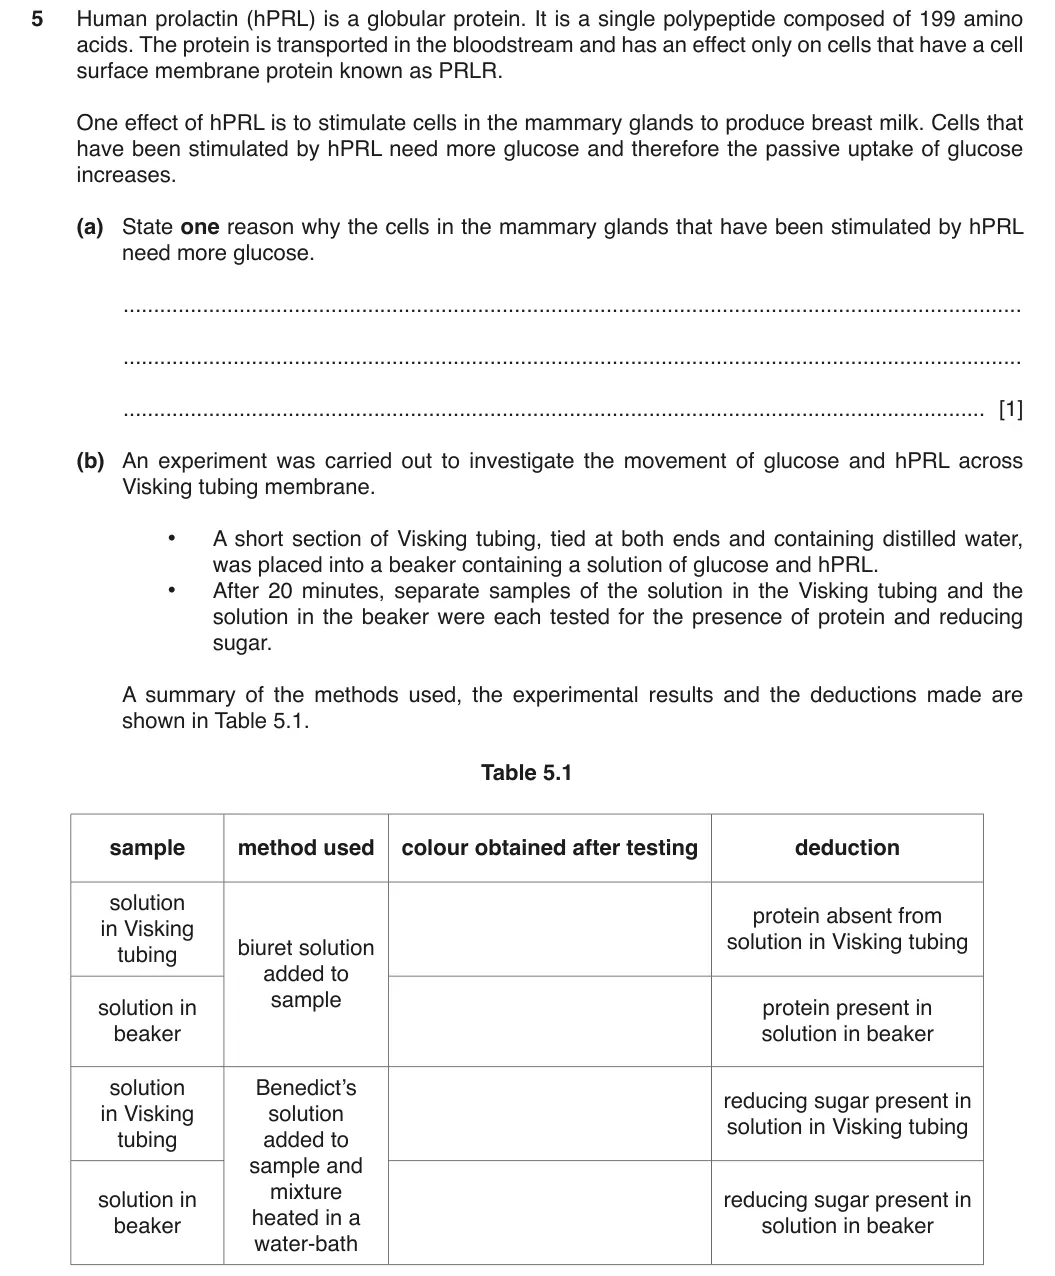 5 Human prolactin (hPRL) is a globular protein. It is a single polypeptide composed of 199 amino
acids. The protein is transported in the bloodstream and has an effect only on cells that have a cell
surface membrane protein known as PRLR.
One effect of hPRL is to stimulate cells in the mammary glands to produce breast milk. Cells that
have been stimulated by hPRL need more glucose and therefore the passive uptake of glucose
increases.
(a) State one reason why the cells in the mammary glands that have been stimulated by hPRL
need more glucose.
...................................................................................................................................................
...................................................................................................................................................
............................................................................................................................................. [1]
(b) An experiment was carried out to investigate the movement of glucose and hPRL across
Visking tubing membrane.
• A short section of Visking tubing, tied at both ends and containing distilled water,
was placed into a beaker containing a solution of glucose and hPRL.
• After 20 minutes, separate samples of the solution in the Visking tubing and the
solution in the beaker were each tested for the presence of protein and reducing
sugar.
A summary of the methods used, the experimental results and the deductions made are
shown in Table 5.1.
Table 5.1
sample method used colour obtained after testing deduction
solution
in Visking
tubing
biuret solution
added to
sample
protein absent from
solution in Visking tubing
solution in
beaker
protein present in
solution in beaker
solution
in Visking
tubing
Benedict's
solution
added to
sample and
mixture
heated in a
water-bath
reducing sugar present in
solution in Visking tubing
solution in
beaker
reducing sugar present in
solution in beaker